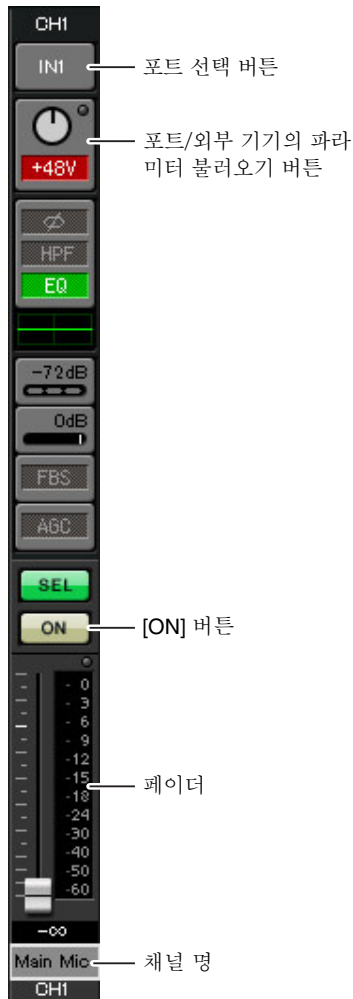 CH1
IN1
포트 선택 버튼
포트/외부 기기의 파라
미터 불러오기 버튼
+48V
HPF
EQ
-72dB
0dB
FBS
AGC
SEL
ON
[ON] 버튼
0
3
6
9
-12
-15
-18
-24
-30
-40
-50
-60
페이더
-∞
Main Mic
채널 명
CH1